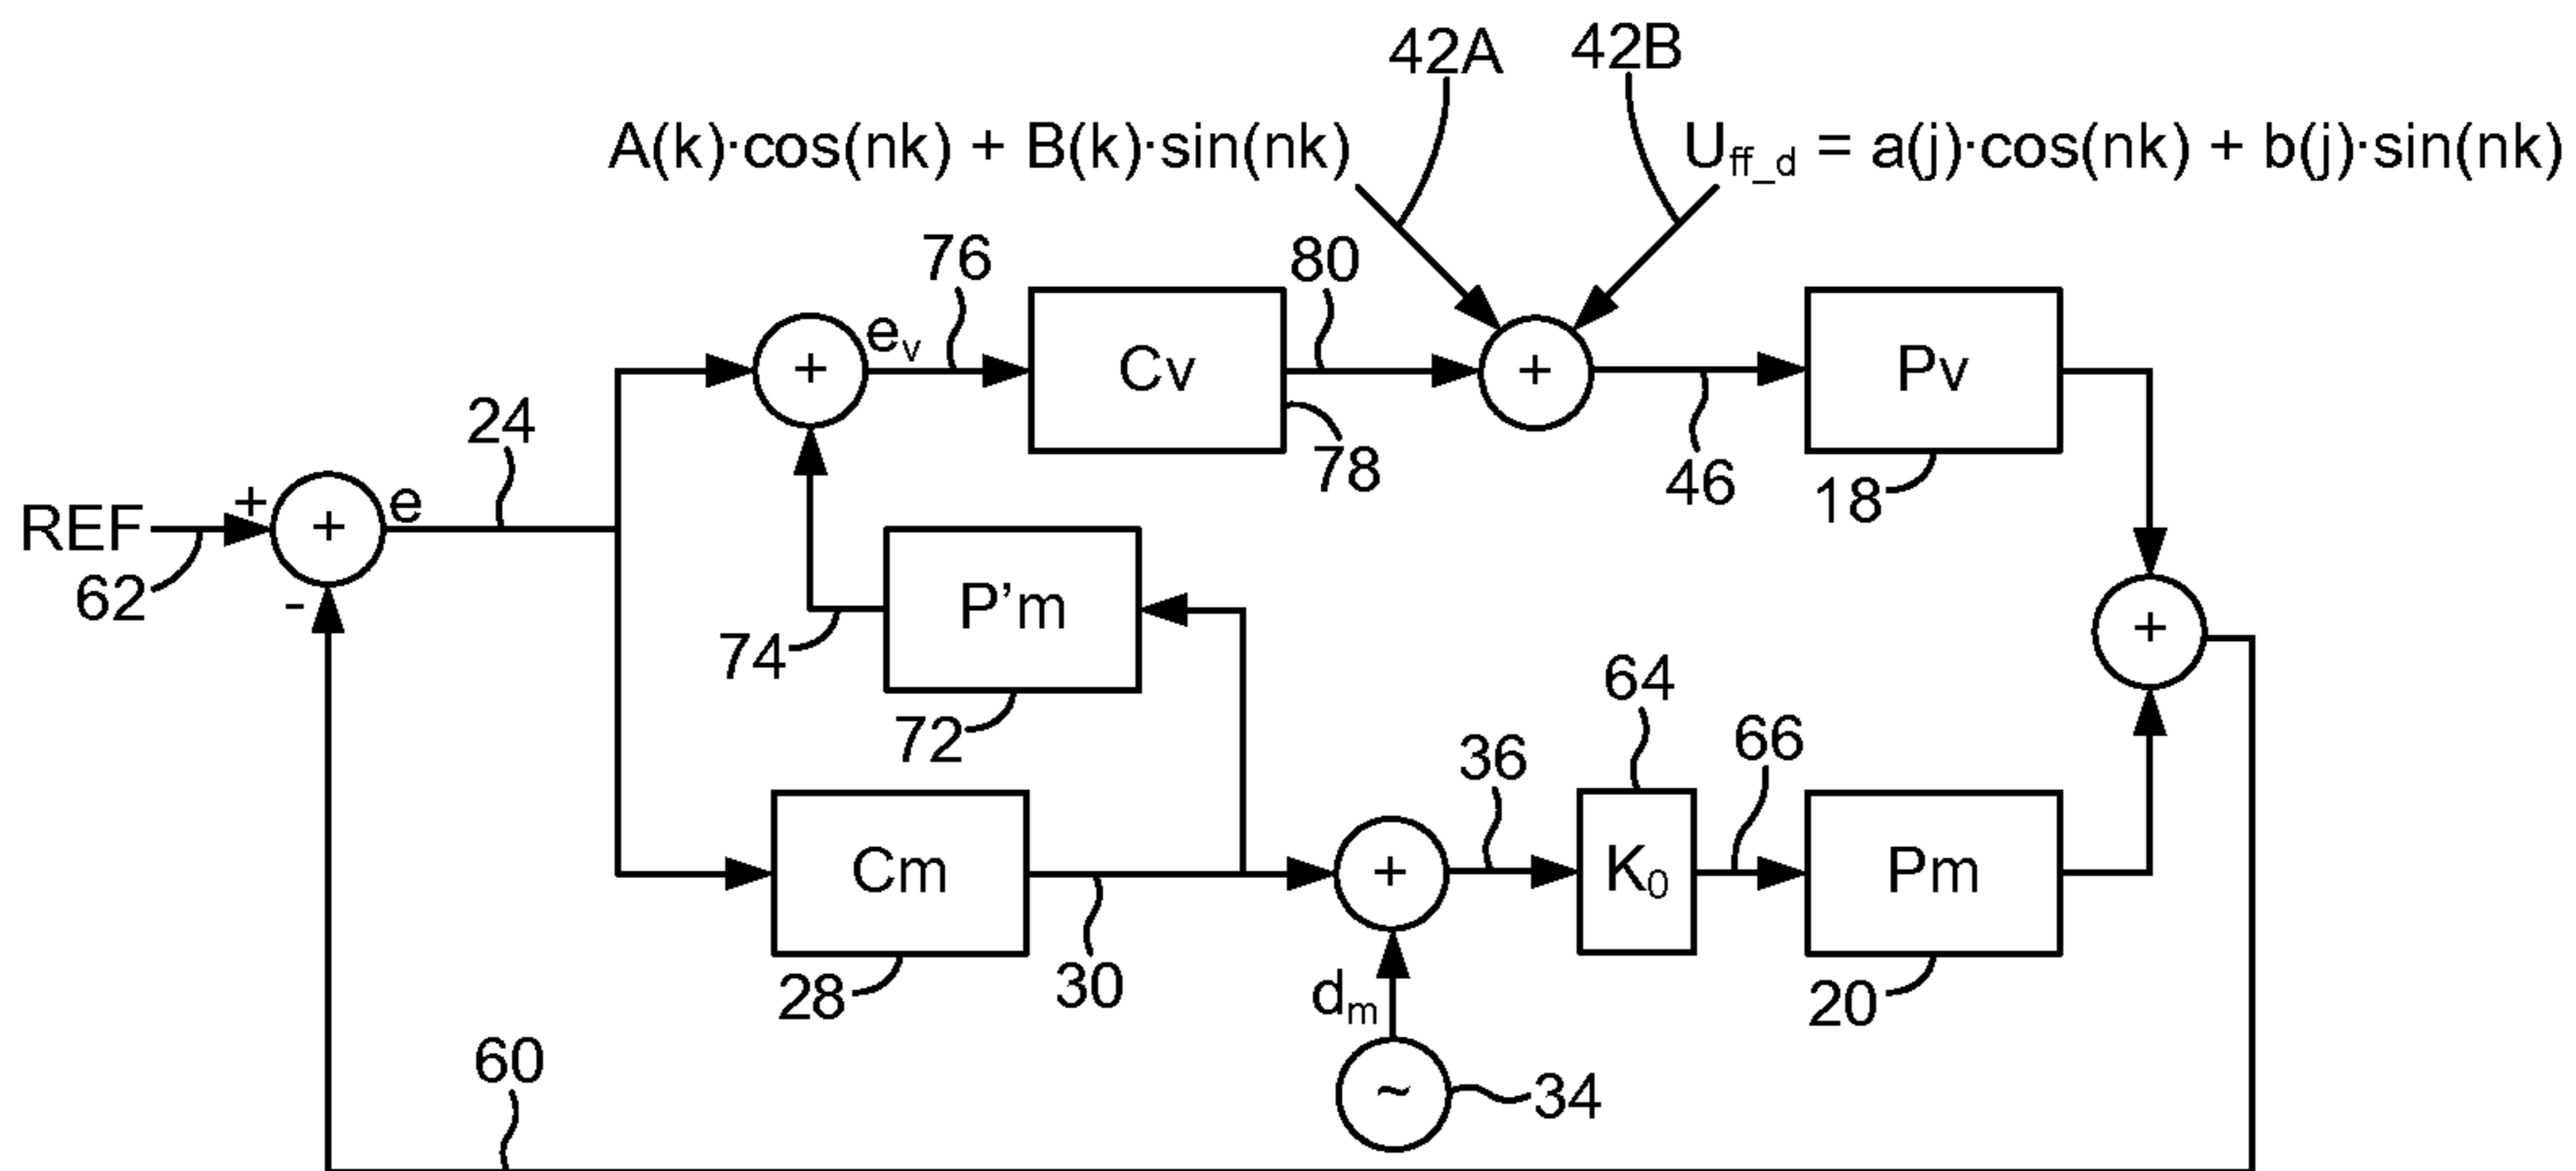 42A
42B
A(k)·cos(nk) + B(k)·sin(nk)
Uff_d = a(j)·cos(nk) + b(j)·sin(nk)
76
80
ev
+
Cv
+
Pv
24
78
46
18
REF
+
+
e
62
-
P'm
74
72
+
64
66
36
Cm
+
K0
Pm
28
30
dm
20
60
~
34